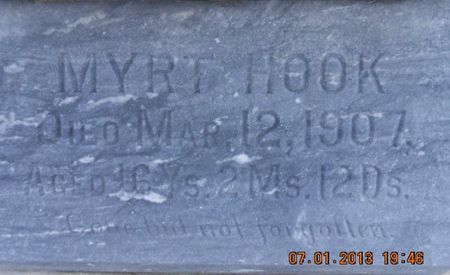 MYRT HOOK
DIED MAR. 12, 1907.
AGED 16 YS. 2 MS. 12 DS.
Gone but not forgotten.
07.01.2013 19:46